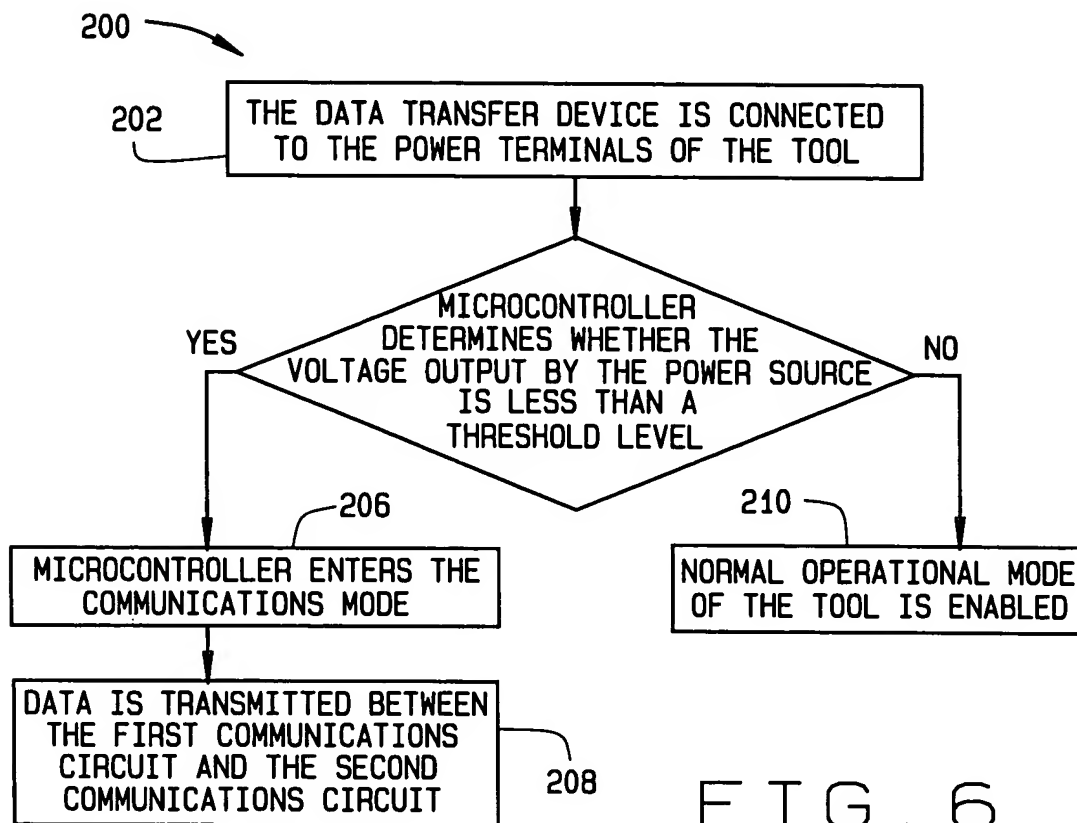 200
202
THE DATA TRANSFER DEVICE IS CONNECTED
TO THE POWER TERMINALS OF THE TOOL
MICROCONTROLLER
DETERMINES WHETHER THE
VOLTAGE OUTPUT BY THE POWER SOURCE
IS LESS THAN A
THRESHOLD LEVEL
YES
NO
206
MICROCONTROLLER ENTERS THE
COMMUNICATIONS MODE
210
NORMAL OPERATIONAL MODE
OF THE TOOL IS ENABLED
DATA IS TRANSMITTED BETWEEN
THE FIRST COMMUNICATIONS
CIRCUIT AND THE SECOND
COMMUNICATIONS CIRCUIT
208
FIG. 6